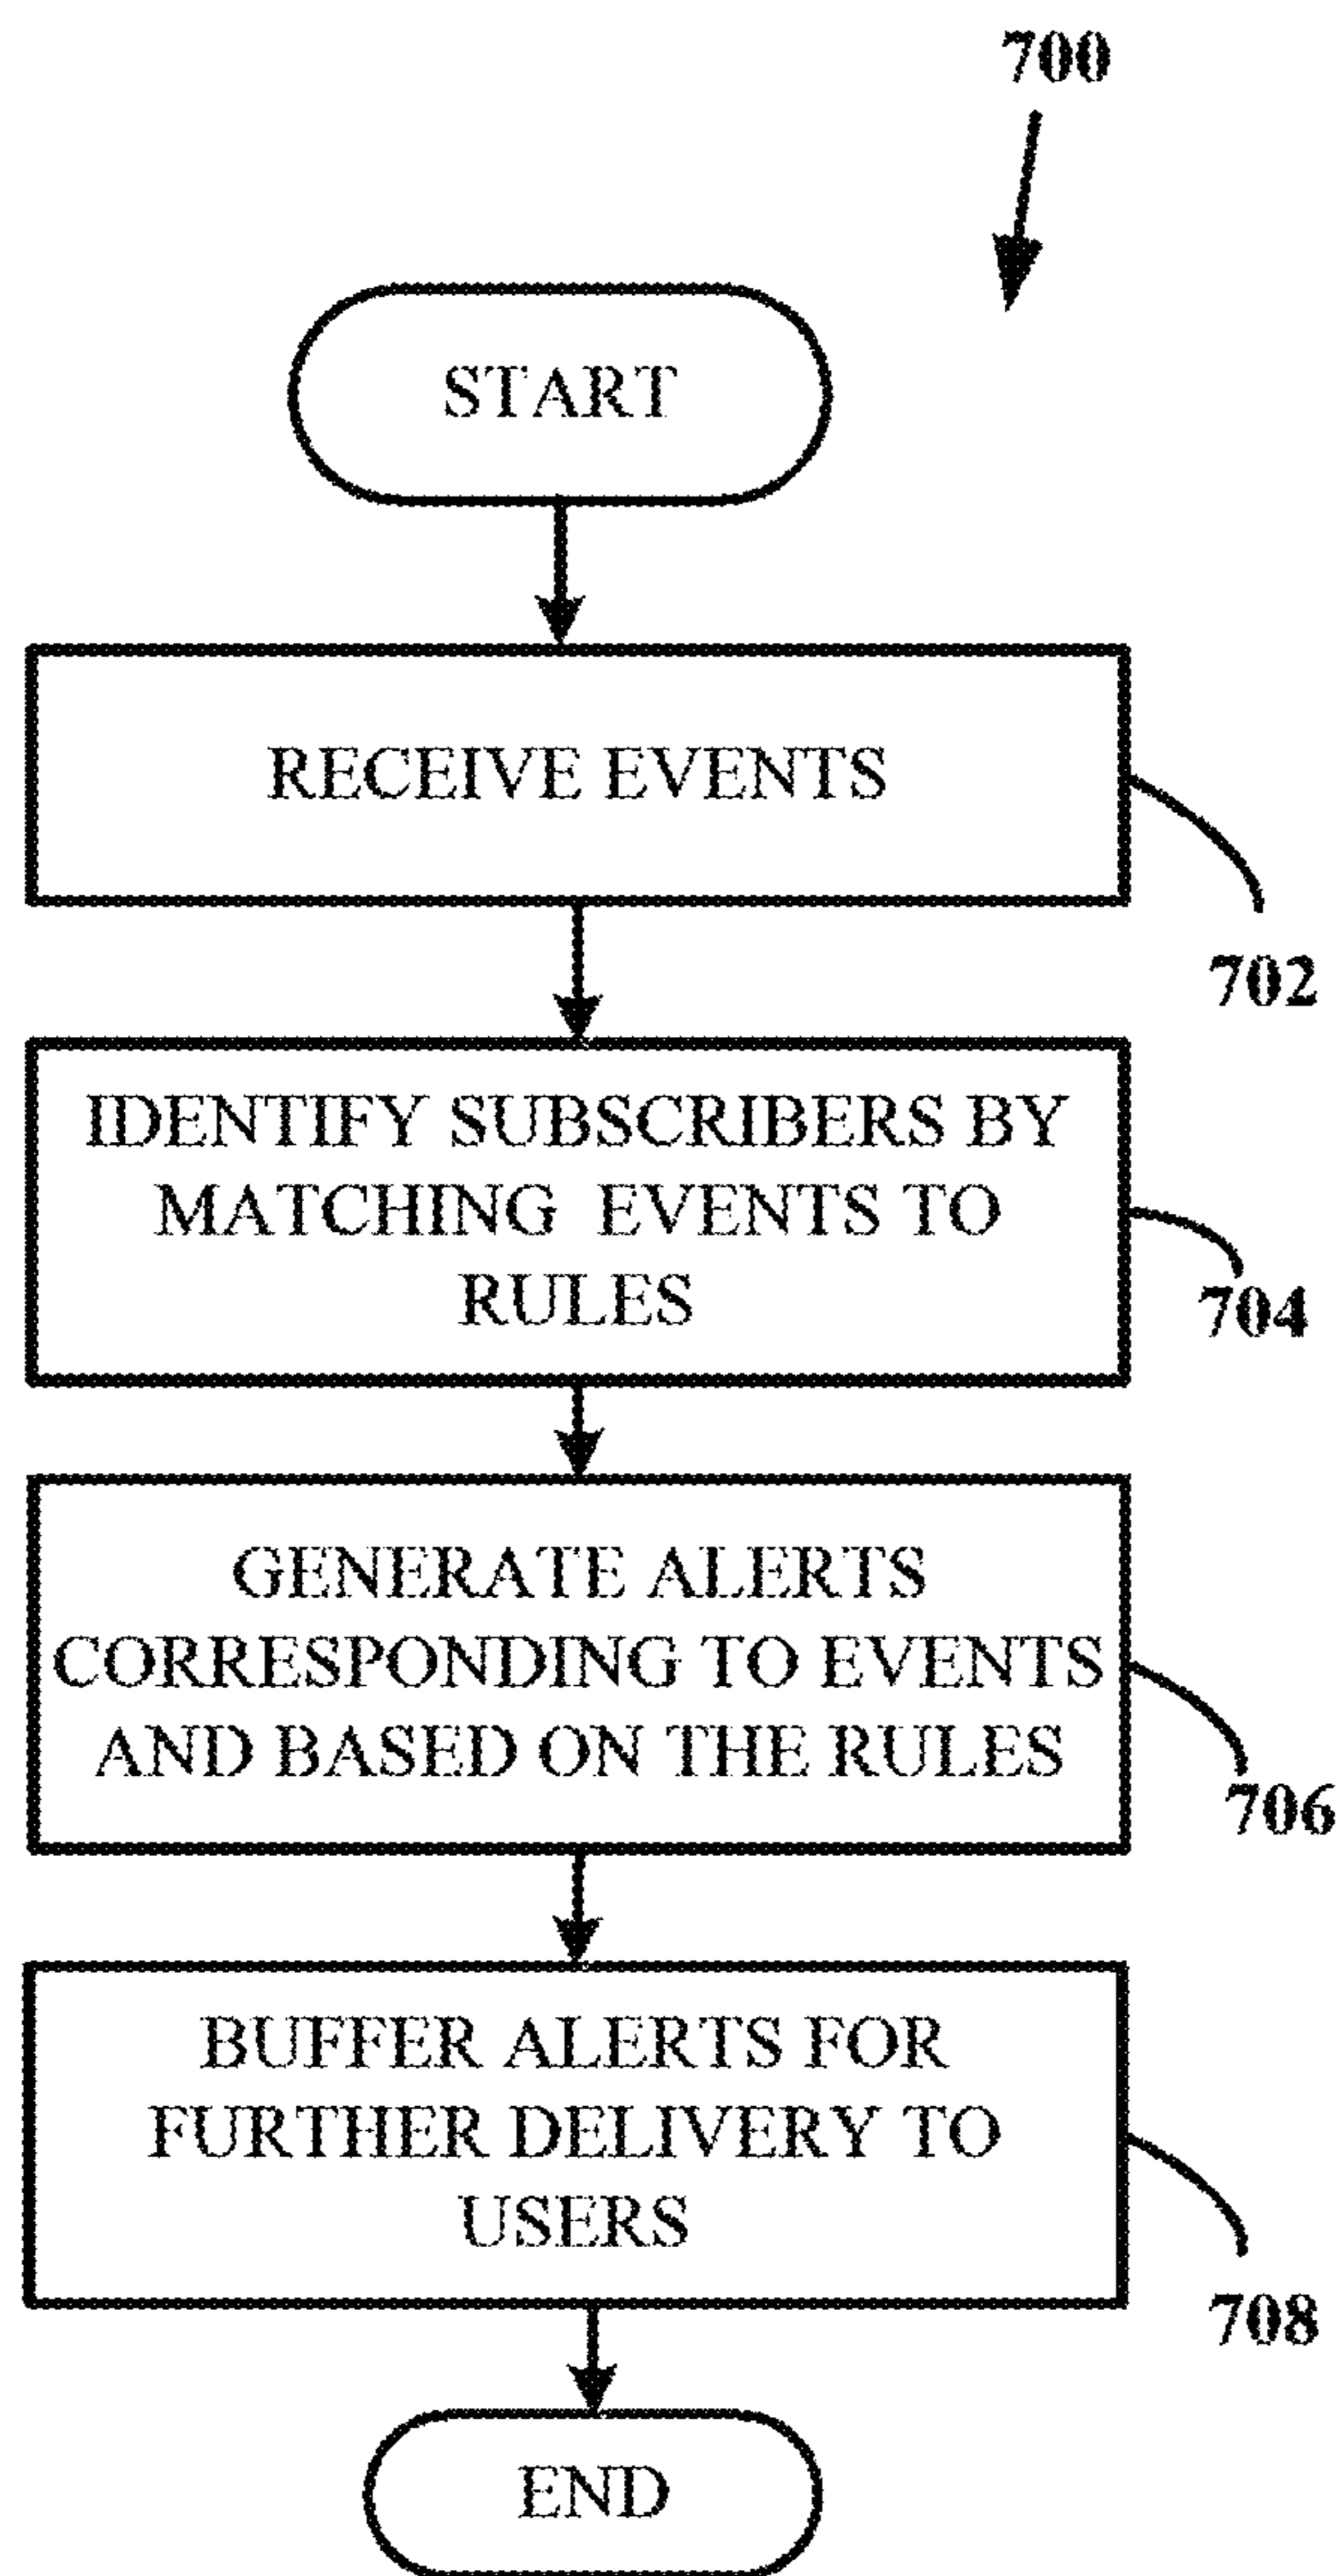 700
START
RECEIVE EVENTS
702
IDENTIFY SUBSCRIBERS BY
MATCHING EVENTS TO
RULES
704
GENERATE ALERTS
CORRESPONDING TO EVENTS
AND BASED ON THE RULES
706
BUFFER ALERTS FOR
FURTHER DELIVERY TO
USERS
708
END